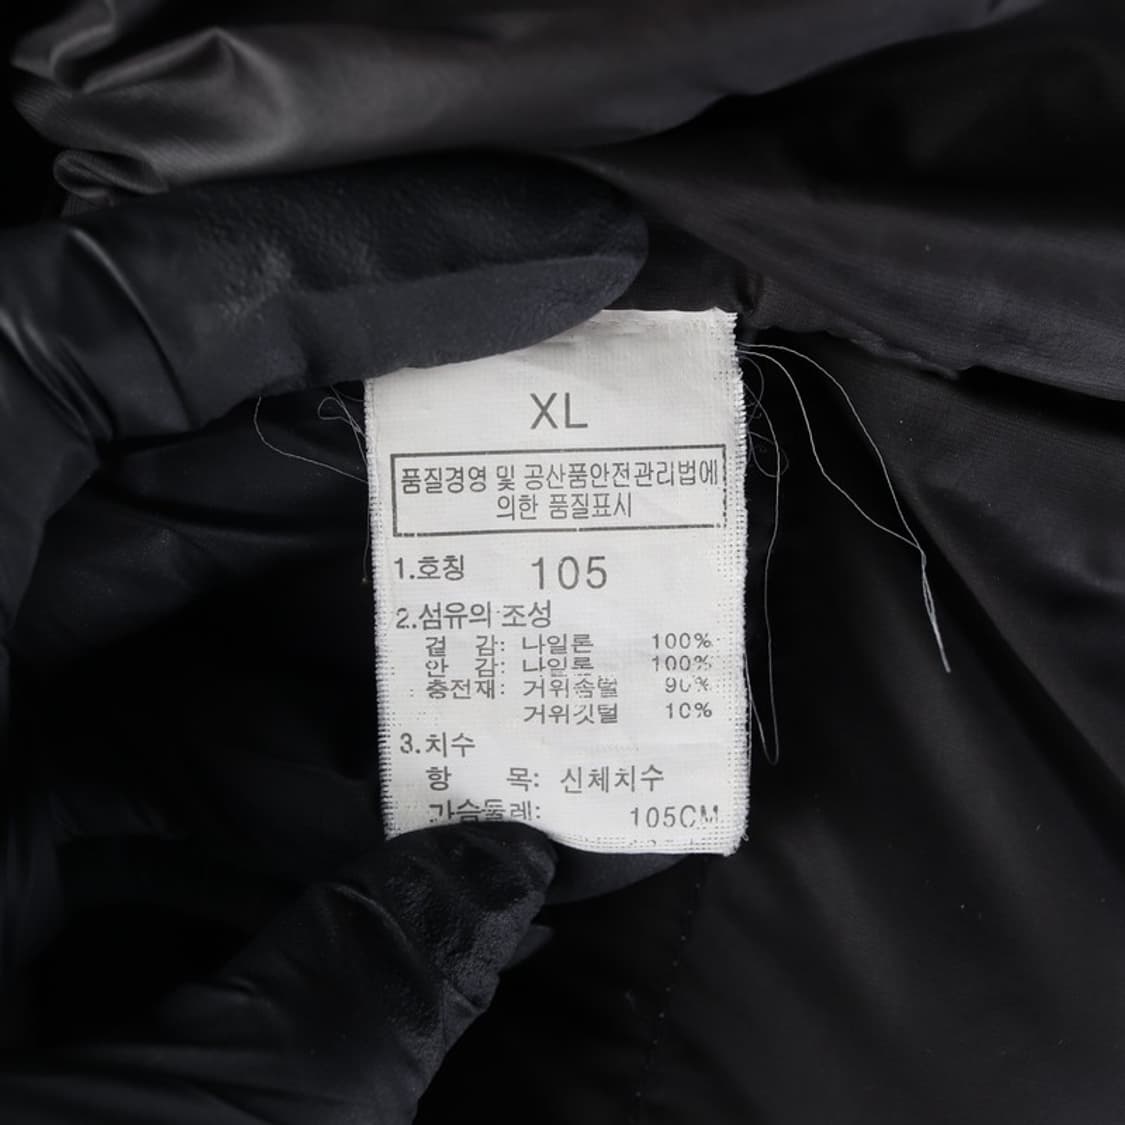 XL
품질경영 및 공산품안전관리법에
의한 품질표시
1.호칭 105
2.섬유의 조성
겉 감: 나일론 100%
안 감: 나일론 100%
충전재: 거위솜털 90%
거위깃털 10%
3.치수
항 목: 신체치수
가슴둘레: 105CM